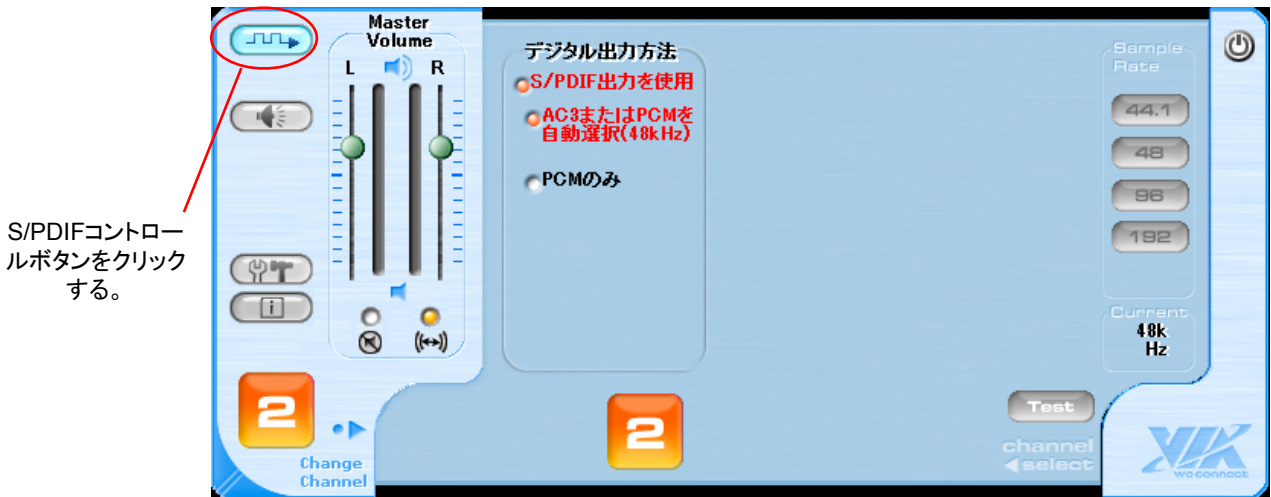 S/PDIFコントロー
ルボタンをクリック
する。
Master
Volume
L
R
デジタル出力方法
S/PDIF出力を使用
AC3またはPCMを
自動選択(48kHz)
PCMのみ
Sample
Rate
44.1
48
96
192
Current
48k
Hz
i
2
Change
Channel
2
Test
channel
select
VIA
we connect